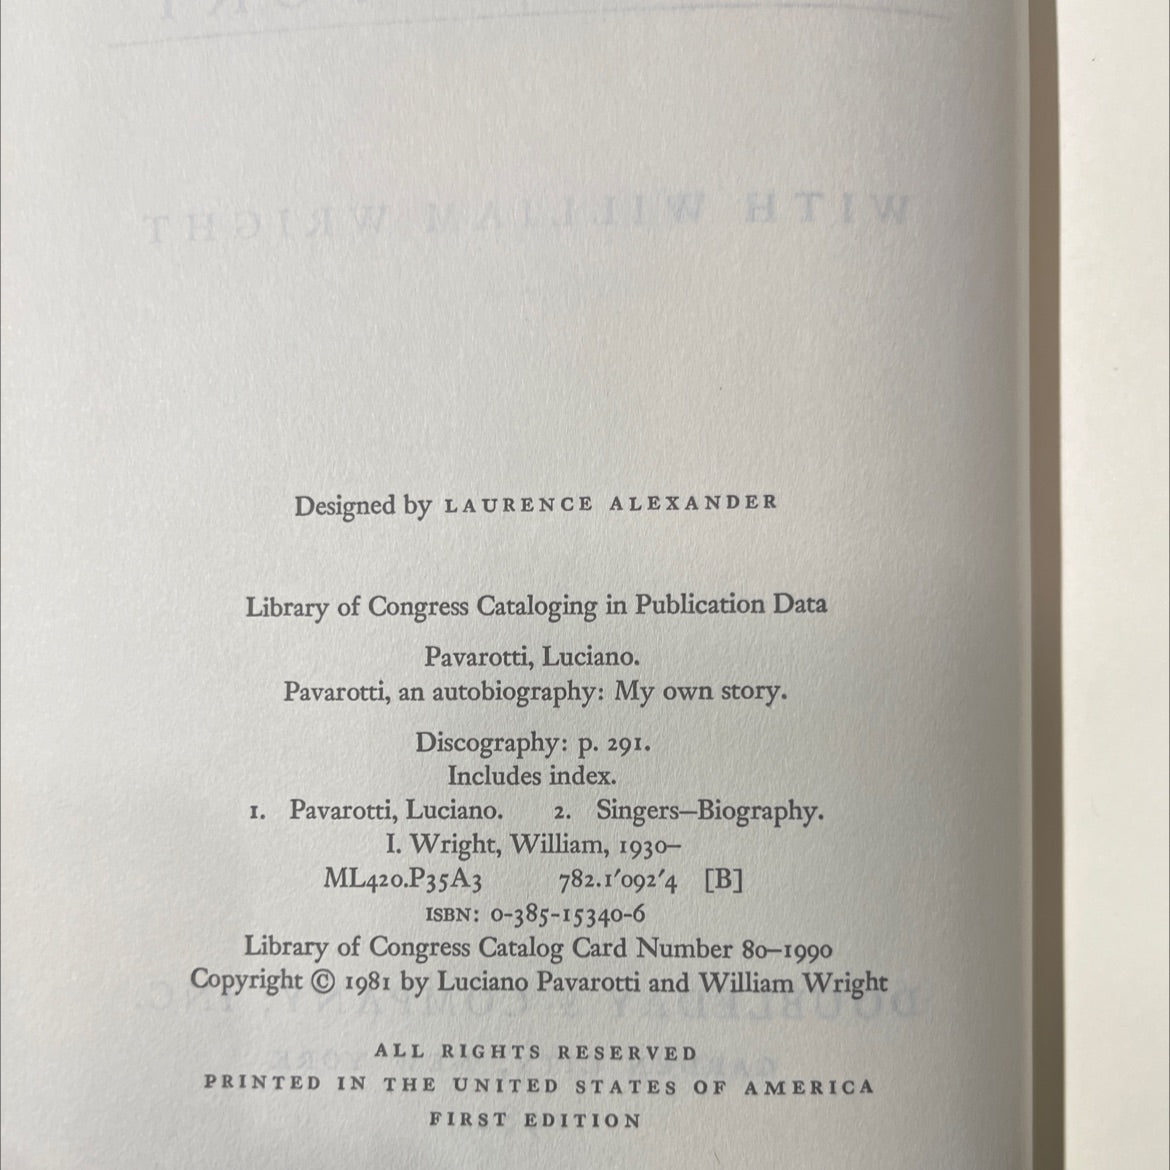 WITH WILLIAM WRIGHT
Designed by LAURENCE ALEXANDER
Library of Congress Cataloging in Publication Data
Pavarotti, Luciano.
Pavarotti, an autobiography: My own story.
Discography: p. 291.
Includes index.
1. Pavarotti, Luciano. 2. Singers—Biography.
I. Wright, William, 1930–
ML420.P35A3 782.1′092′4 [B]
ISBN: 0-385-15340-6
Library of Congress Catalog Card Number 80–1990
Copyright © 1981 by Luciano Pavarotti and William Wright
ALL RIGHTS RESERVED
PRINTED IN THE UNITED STATES OF AMERICA
FIRST EDITION